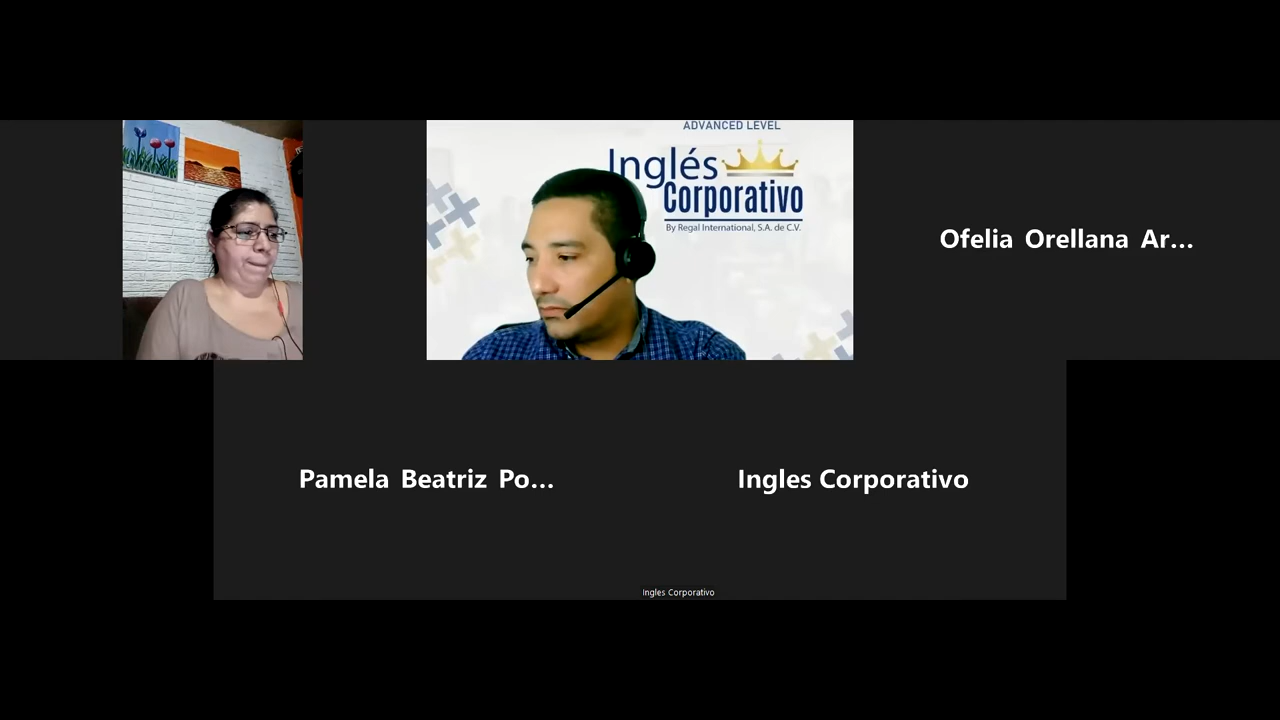 ADVANCED LEVEL
Inglés
Corporativo
By Regal International, S.A. de C.V.
Ofelia Orellana Ar...
Pamela Beatriz Po...
Ingles Corporativo
Ingles Corporativo